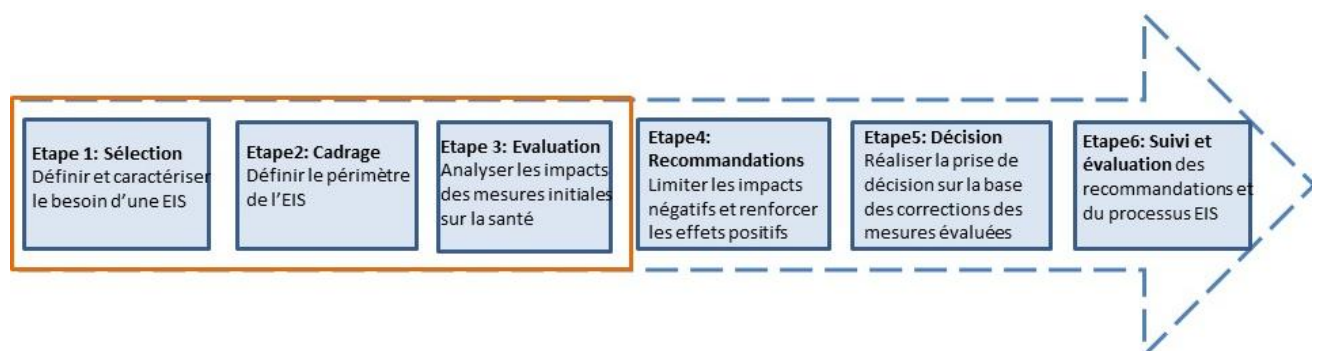 Etape 1: Sélection
Définir et caractériser
le besoin d'une EIS
Etape2: Cadrage
Définir le périmètre
de l'EIS
Etape 3: Evaluation
Analyser les impacts
des mesures initiales
sur la santé
Etape4:
Recommandations
Limiter les impacts
négatifs et renforcer
les effets positifs
Etape5: Décision
Réaliser la prise de
décision sur la base
des corrections des
mesures évaluées
Etape6: Suivi et
évaluation des
recommandations et
du processus EIS